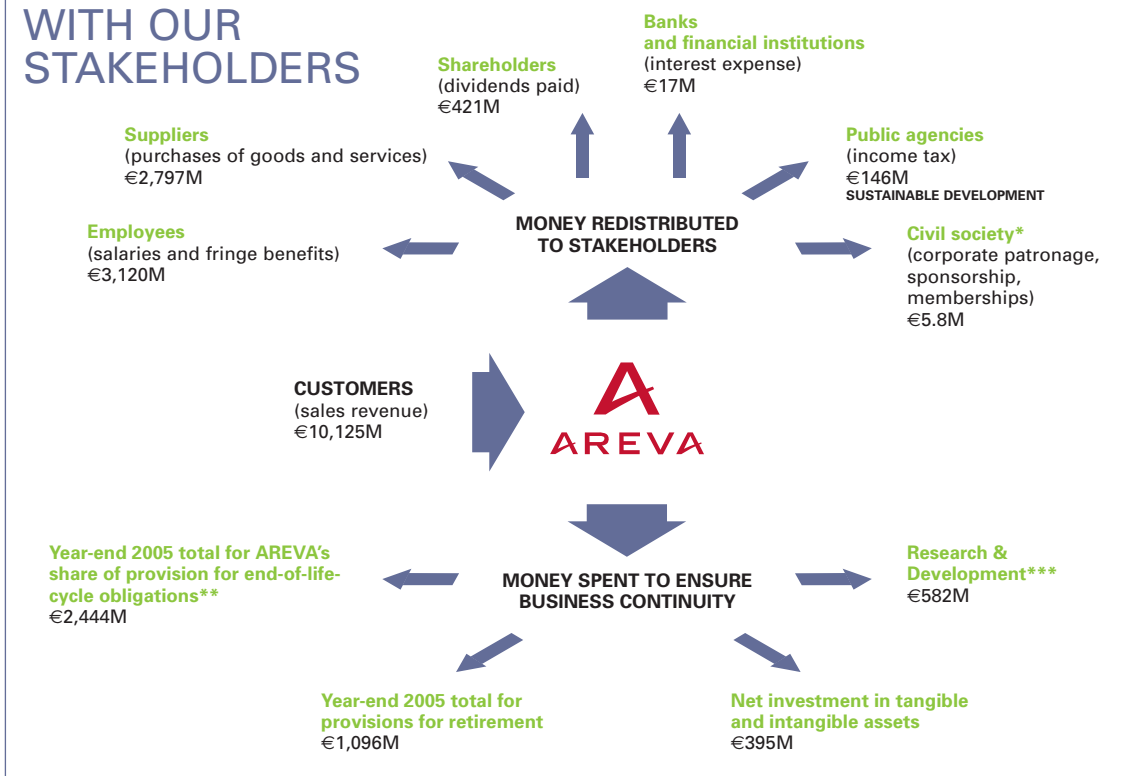 WITH OUR
STAKEHOLDERS
Banks
and financial institutions
(interest expense)
€17M
Shareholders
(dividends paid)
€421M
Suppliers
(purchases of goods and services)
€2,797M
Public agencies
(income tax)
€146M
SUSTAINABLE DEVELOPMENT
Employees
(salaries and fringe benefits)
€3,120M
MONEY REDISTRIBUTED
TO STAKEHOLDERS
Civil society*
(corporate patronage,
sponsorship,
memberships)
€5.8M
CUSTOMERS
(sales revenue)
€10,125M
AREVA
Year-end 2005 total for AREVA’s
share of provision for end-of-life-
cycle obligations**
€2,444M
MONEY SPENT TO ENSURE
BUSINESS CONTINUITY
Research &
Development***
€582M
Year-end 2005 total for
provisions for retirement
€1,096M
Net investment in tangible
and intangible assets
€395M